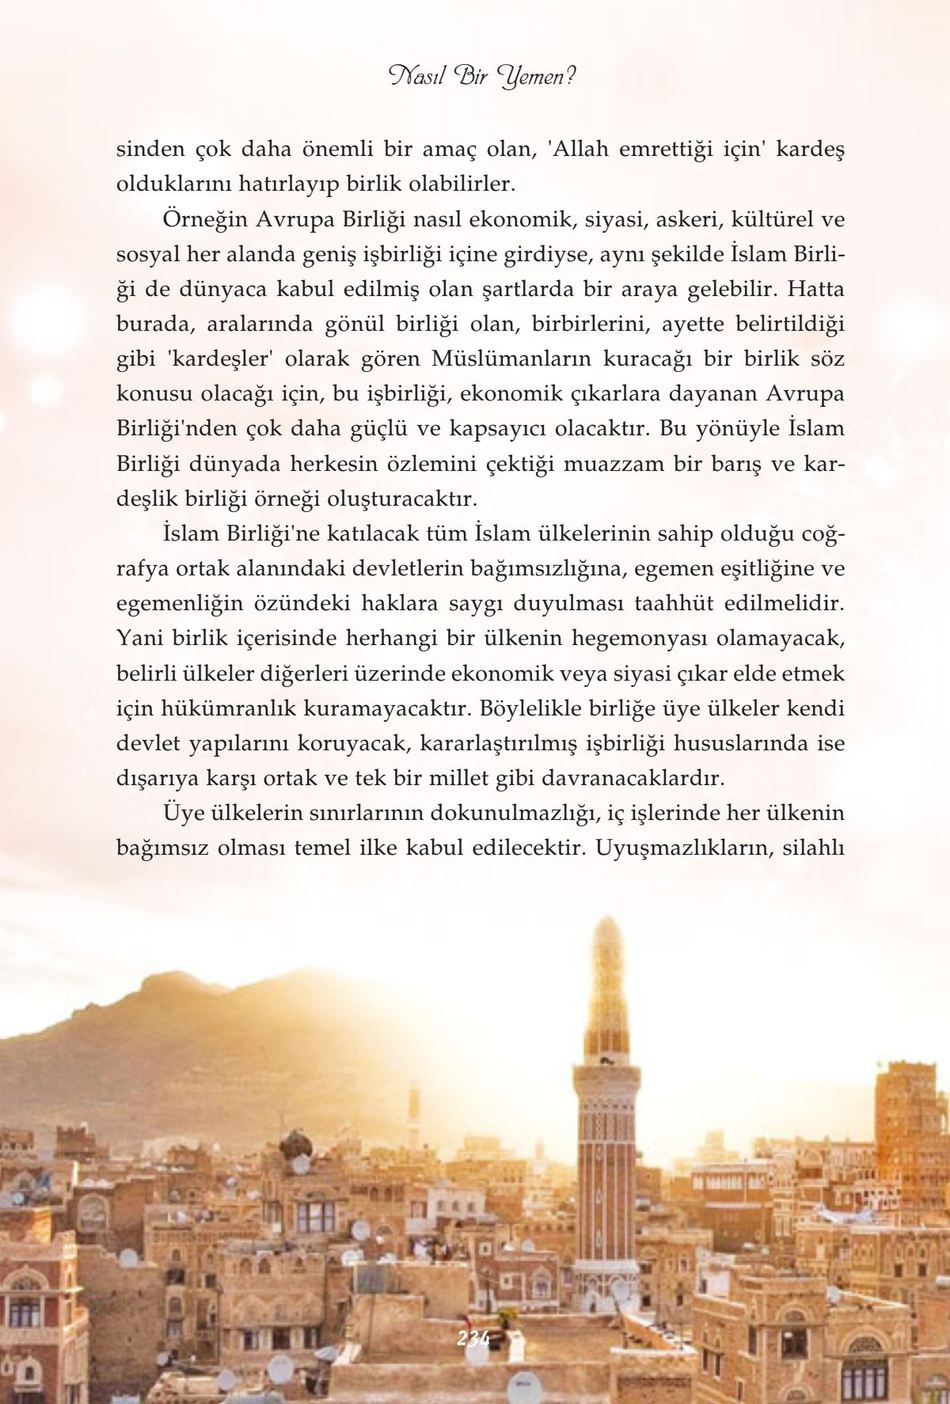 Nasıl Bir Yemen?
sinden çok daha önemli bir amaç olan, 'Allah emrettiği için' kardeş
olduklarını hatırlayıp birlik olabilirler.
Örneğin Avrupa Birliği nasıl ekonomik, siyasi, askeri, kültürel ve
sosyal her alanda geniş işbirliği içine girdiyse, aynı şekilde İslam Birli-
ği de dünyaca kabul edilmiş olan şartlarda bir araya gelebilir. Hatta
burada, aralarında gönül birliği olan, birbirlerini, ayette belirtildiği
gibi 'kardeşler' olarak gören Müslümanların kuracağı bir birlik söz
konusu olacağı için, bu işbirliği, ekonomik çıkarlara dayanan Avrupa
Birliği'nden çok daha güçlü ve kapsayıcı olacaktır. Bu yönüyle İslam
Birliği dünyada herkesin özlemini çektiği muazzam bir barış ve kar-
deşlik birliği örneği oluşturacaktır.
İslam Birliği'ne katılacak tüm İslam ülkelerinin sahip olduğu coğ-
rafya ortak alanındaki devletlerin bağımsızlığına, egemen eşitliğine ve
egemenliğin özündeki haklara saygı duyulması taahhüt edilmelidir.
Yani birlik içerisinde herhangi bir ülkenin hegemonyası olamayacak,
belirli ülkeler diğerleri üzerinde ekonomik veya siyasi çıkar elde etmek
için hükümranlık kuramayacaktır. Böylelikle birliğe üye ülkeler kendi
devlet yapılarını koruyacak, kararlaştırılmış işbirliği hususlarında ise
dışarıya karşı ortak ve tek bir millet gibi davranacaklardır.
Üye ülkelerin sınırlarının dokunulmazlığı, iç işlerinde her ülkenin
bağımsız olması temel ilke kabul edilecektir. Uyuşmazlıkların, silahlı
234